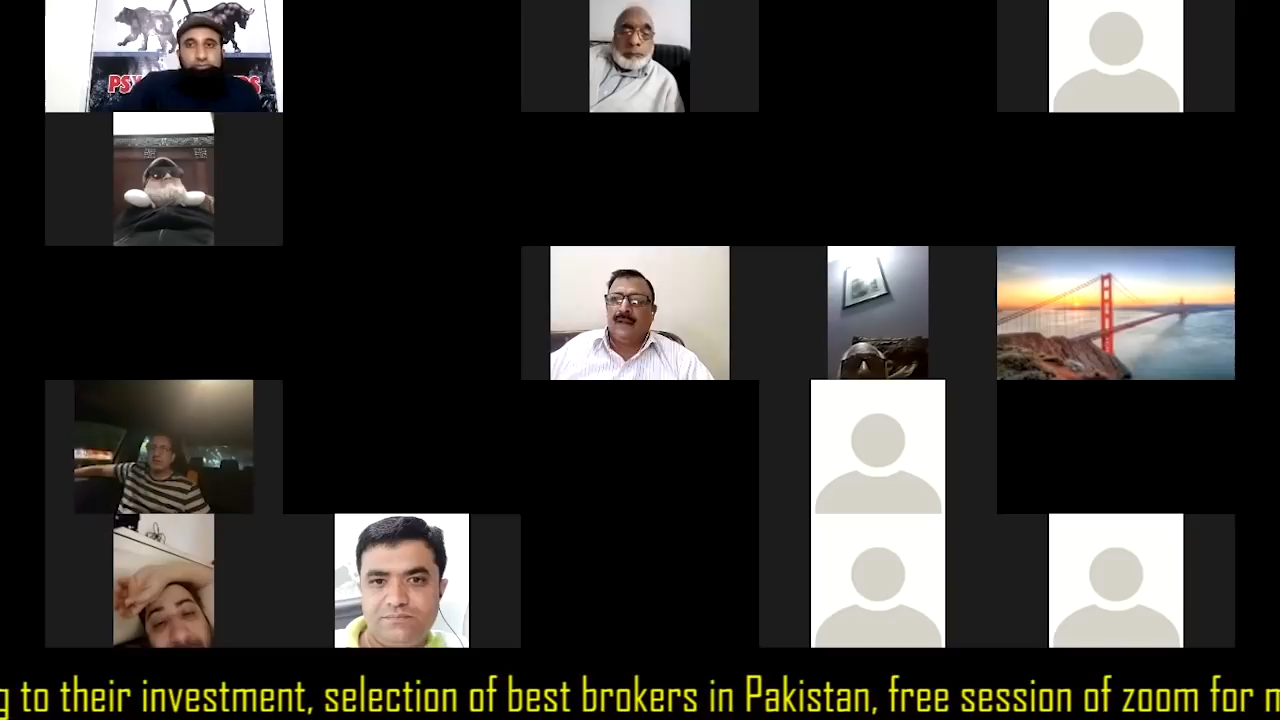 g to their investment, selection of best brokers in Pakistan, free session of zoom for